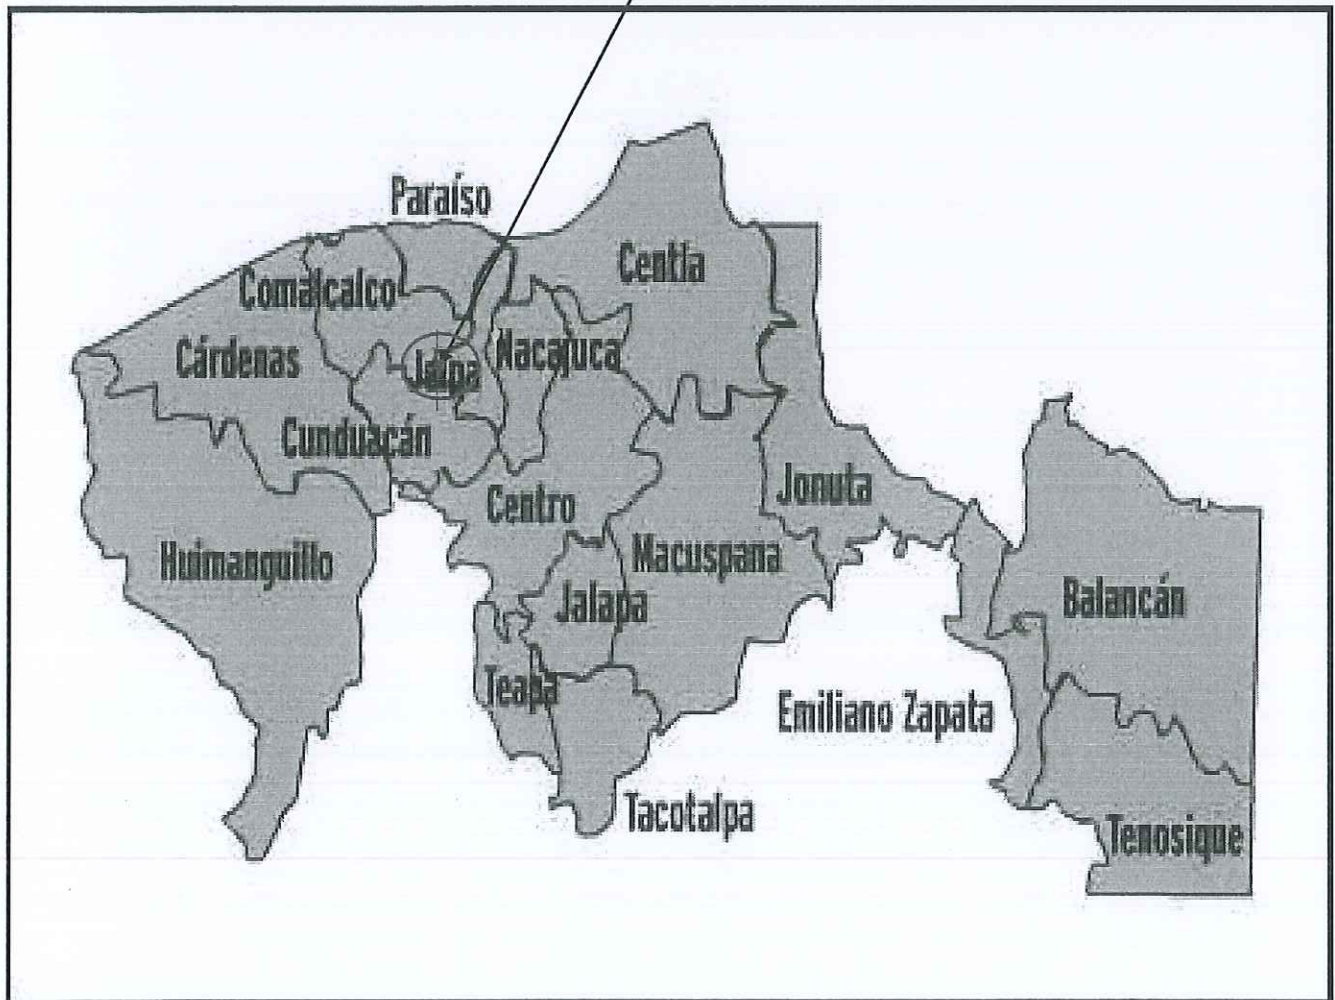 Paraíso
Centla
Comalcalco
Cárdenas
Jalpa
Nacajuca
Cunduacán
Jonuta
Centro
Huimanguillo
Macuspana
Jalapa
Balancán
Teapa
Emiliano Zapata
Tacotalpa
Tenosique